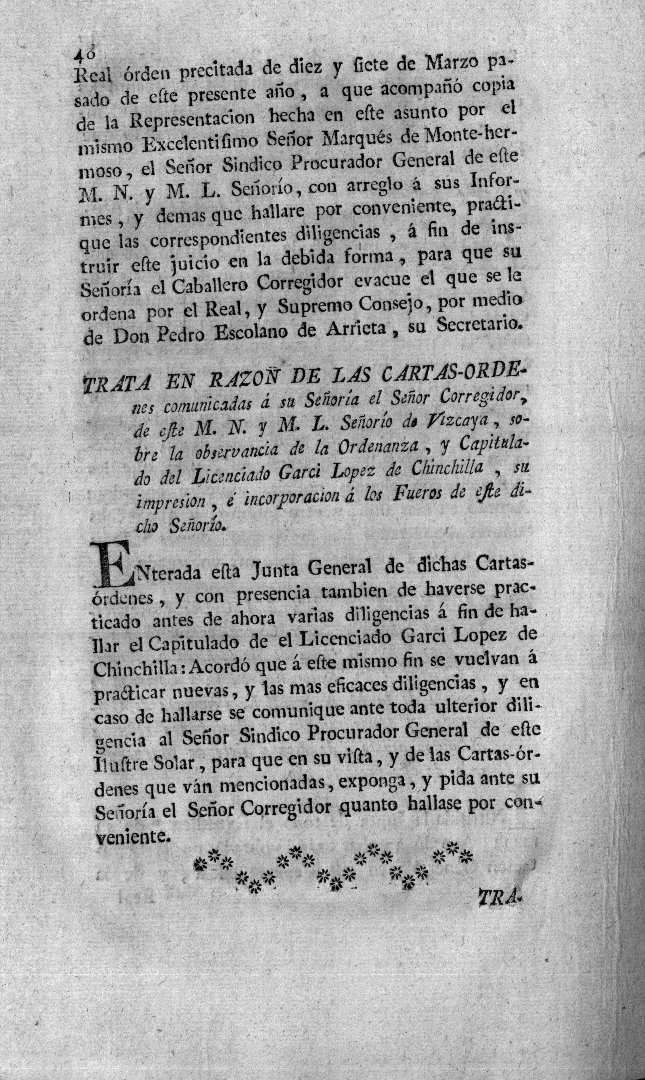 40
Real órden precitada de diez y ſiete de Marzo pa-
sado de eſte presente año, a que acompañó copia
de la Representacion hecha en eſte asunto por el
mismo Excelentiſimo Señor Marqués de Monte-her-
moso, el Señor Sindico Procurador General de eſte
M. N. y M. L. Señorío, con arreglo á sus Infor-
mes, y demas que hallare por conveniente, practi-
que las correspondientes diligencias, á fin de ins-
truir eſte juicio en la debida forma, para que su
Señoría el Caballero Corregidor evacue el que se le
ordena por el Real, y Supremo Consejo, por medio
de Don Pedro Escolano de Arrieta, su Secretario.
TRATA EN RAZON DE LAS CARTAS-ORDE-
nes comunicadas á su Señoría el Señor Corregidor,
de eſte M. N. y M. L. Señorío de Vizcaya, so-
bre la observancia de la Ordenanza, y Capitula-
do del Licenciado Garci Lopez de Chinchilla, su
impresion, é incorporacion á los Fueros de eſte di-
cho Señorío.
ENterada eſta Junta General de dichas Cartas-
órdenes, y con presencia tambien de haverse prac-
ticado antes de ahora varias diligencias á fin de ha-
llar el Capitulado de el Licenciado Garci Lopez de
Chinchilla: Acordó que á eſte mismo fin se vuelvan á
practicar nuevas, y las mas eficaces diligencias, y en
caso de hallarse se comunique ante toda ulterior dili-
gencia al Señor Sindico Procurador General de eſte
Iluſtre Solar, para que en su viſta, y de las Cartas-ór-
denes que ván mencionadas, exponga, y pida ante su
Señoría el Señor Corregidor quanto hallase por con-
veniente.
TRA-